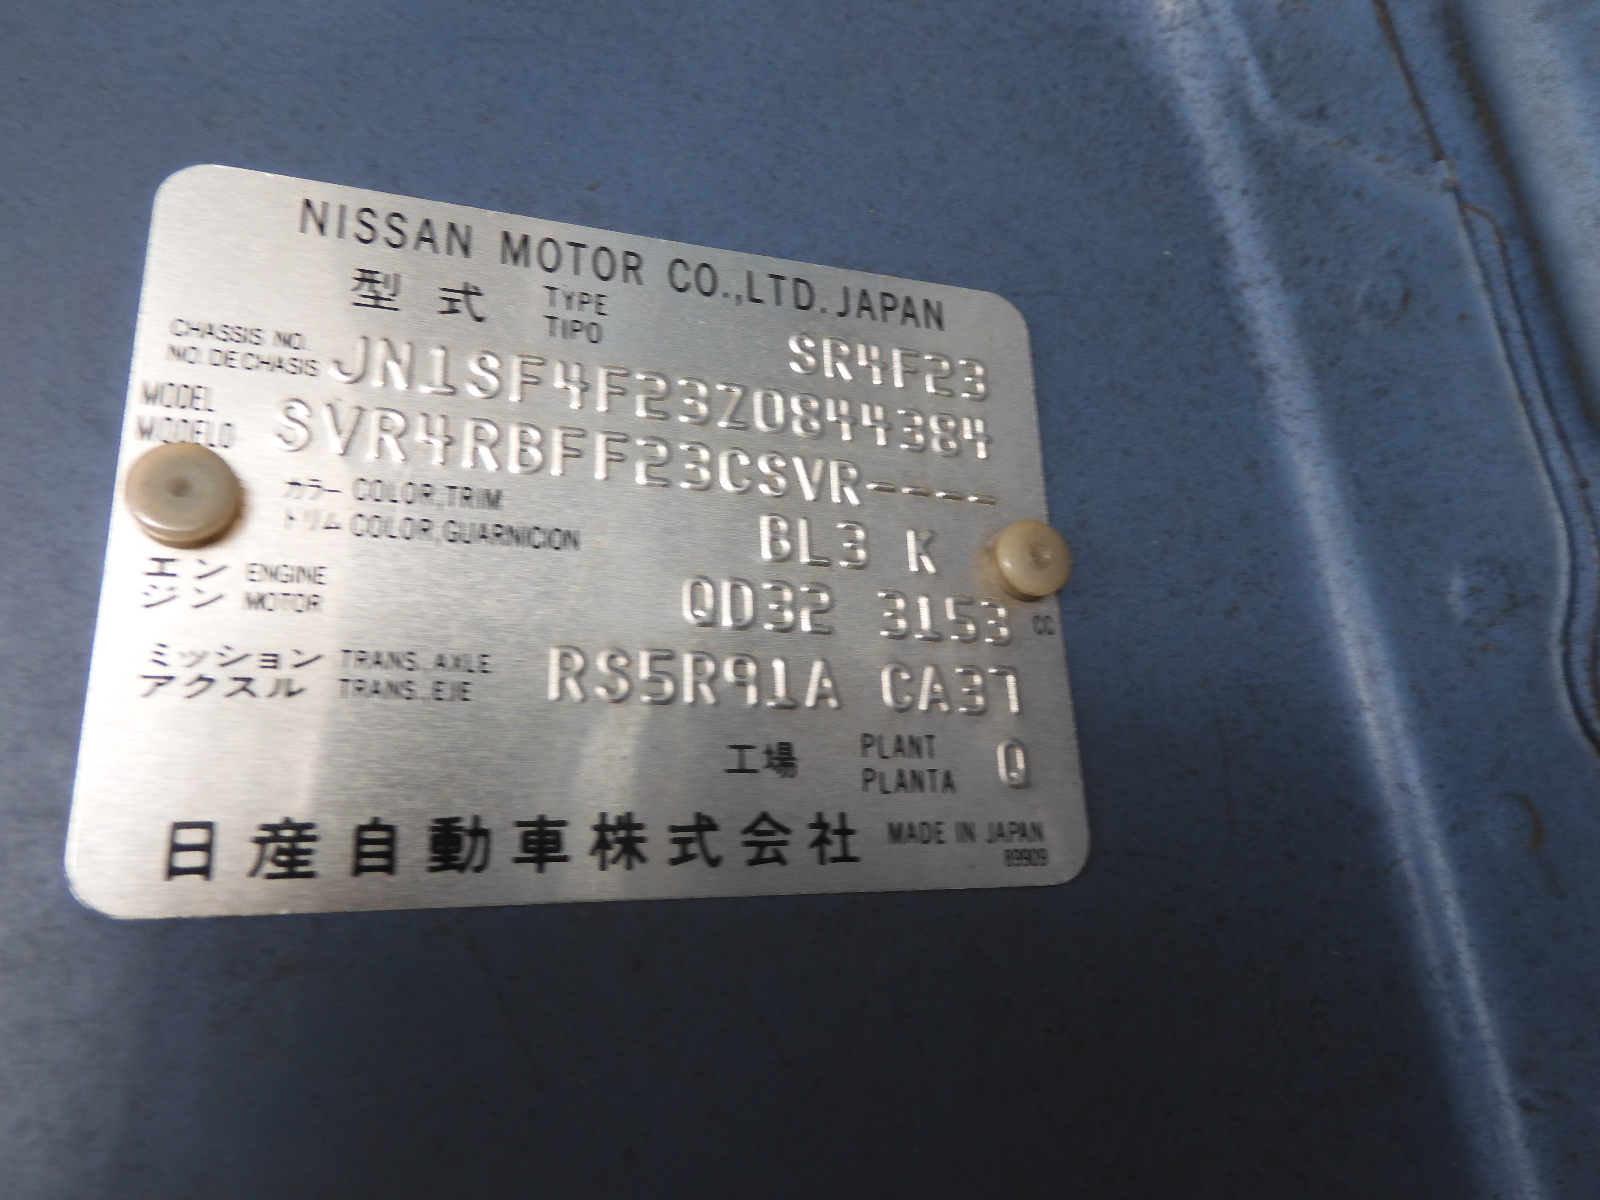 NISSAN MOTOR CO.,LTD. JAPAN
型式 TYPE
TIPO SR4F23
CHASSIS NO.
NO. DE CHASIS JN1SF4F23Z0844384
MODEL
MODELO SVR4RBFF23CSVR----
カラー COLOR,TRIM
トリム COLOR,GUARNICION BL3 K
エン ENGINE
ジン MOTOR QD32 3153 CC
ミッション TRANS.,AXLE
アクスル TRANS.,EJE RS5R91A CA37
工場 PLANT
PLANTA Q
日産自動車株式会社 MADE IN JAPAN
89909